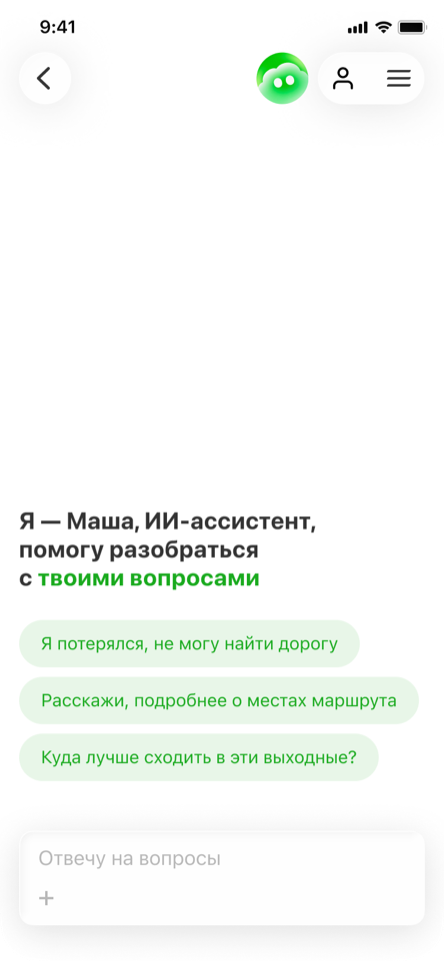 9:41
Я — Маша, ИИ-ассистент,
помогу разобраться
с твоими вопросами
Я потерялся, не могу найти дорогу
Расскажи, подробнее о местах маршрута
Куда лучше сходить в эти выходные?
Отвечу на вопросы
+